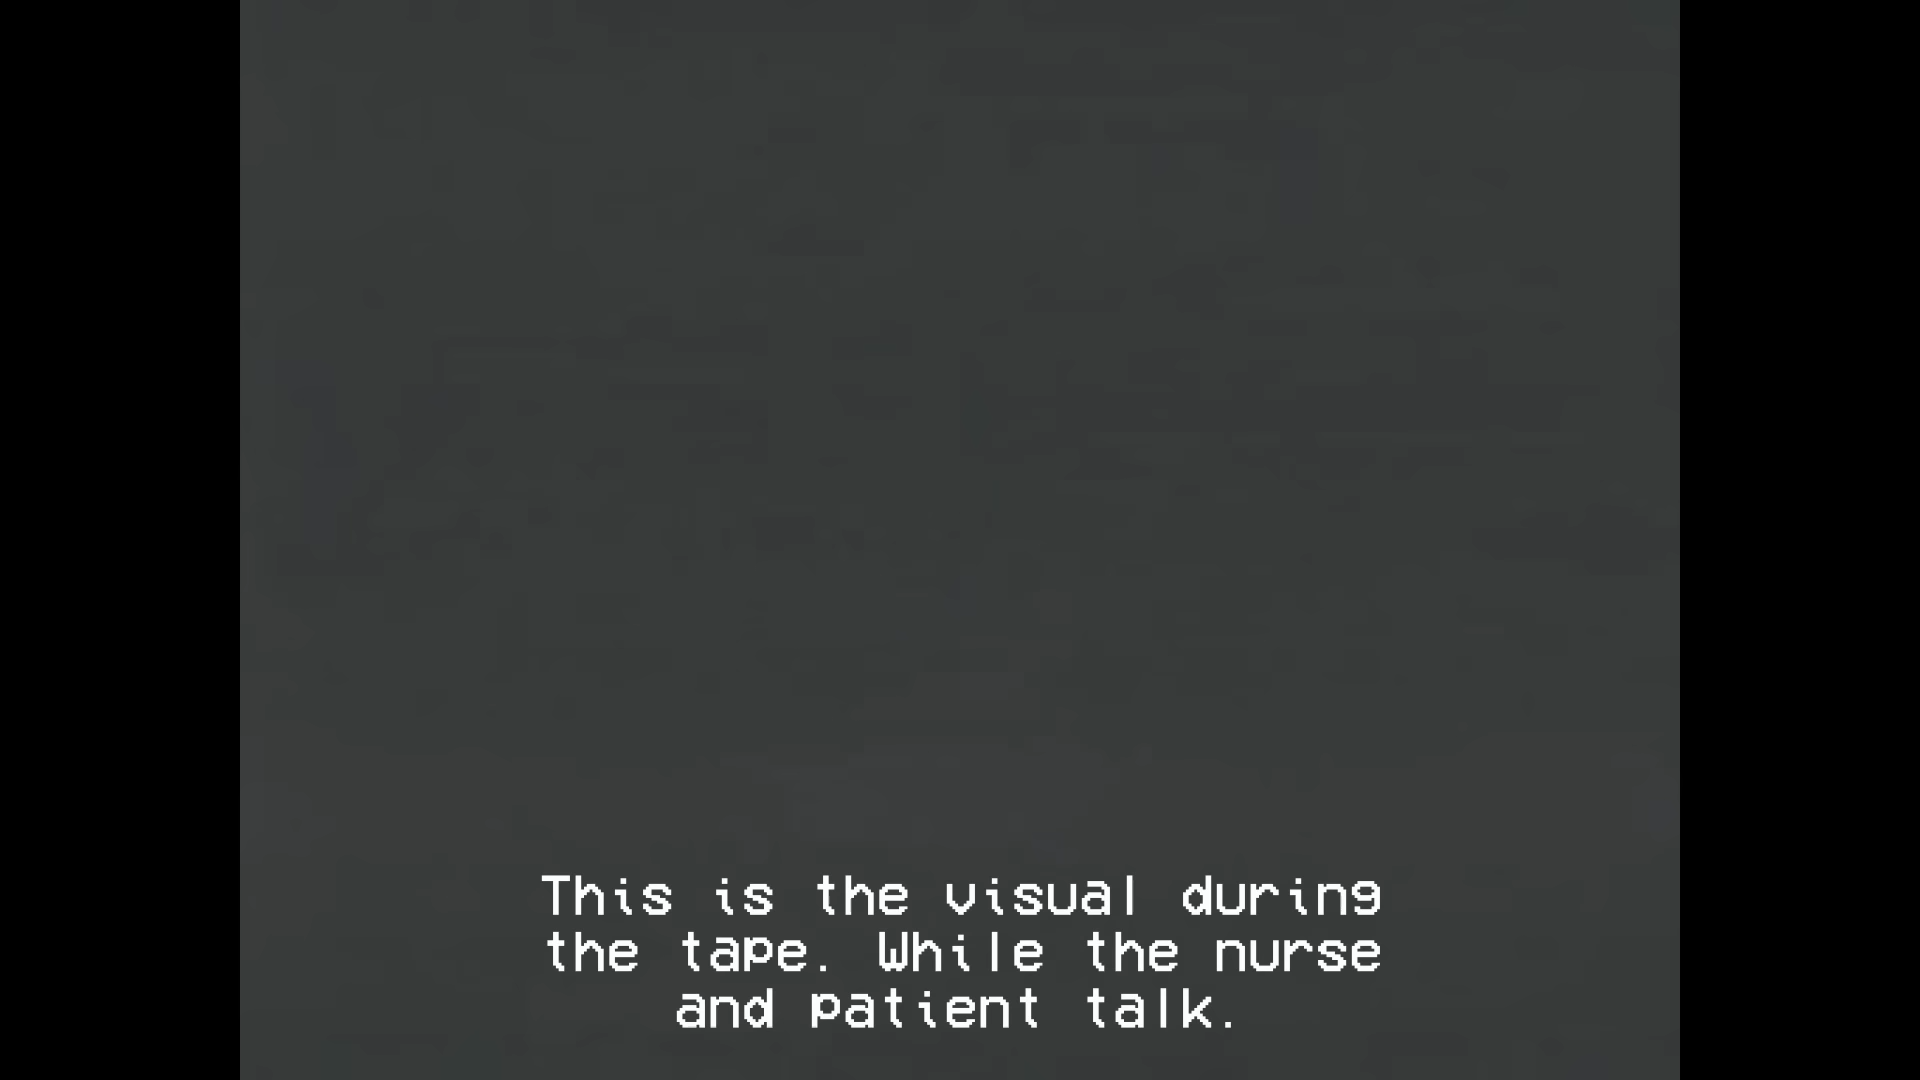 This is the visual during
the tape. While the nurse
and patient talk.